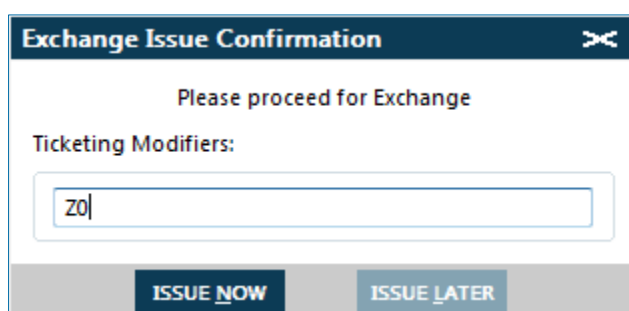 Exchange Issue Confirmation
Please proceed for Exchange
Ticketing Modifiers:
Z0
ISSUE NOW ISSUE LATER